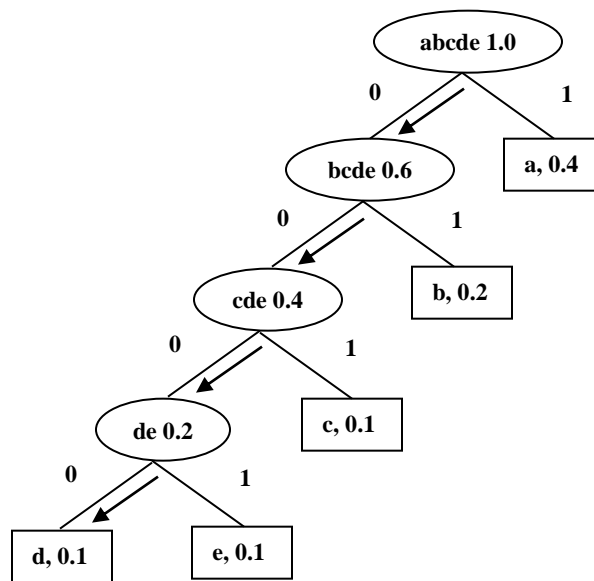 abcde 1.0
0
1
bcde 0.6
a, 0.4
0
1
cde 0.4
b, 0.2
0
1
de 0.2
c, 0.1
0
1
d, 0.1
e, 0.1